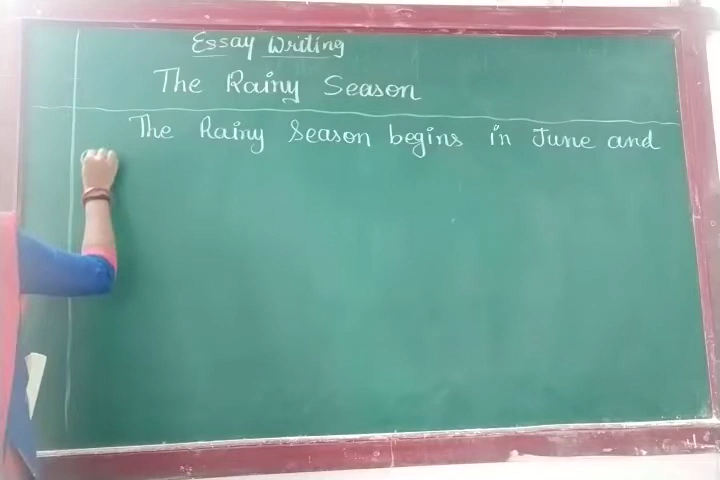 Essay Writing
The Rainy Season
The Rainy Season begins in June and